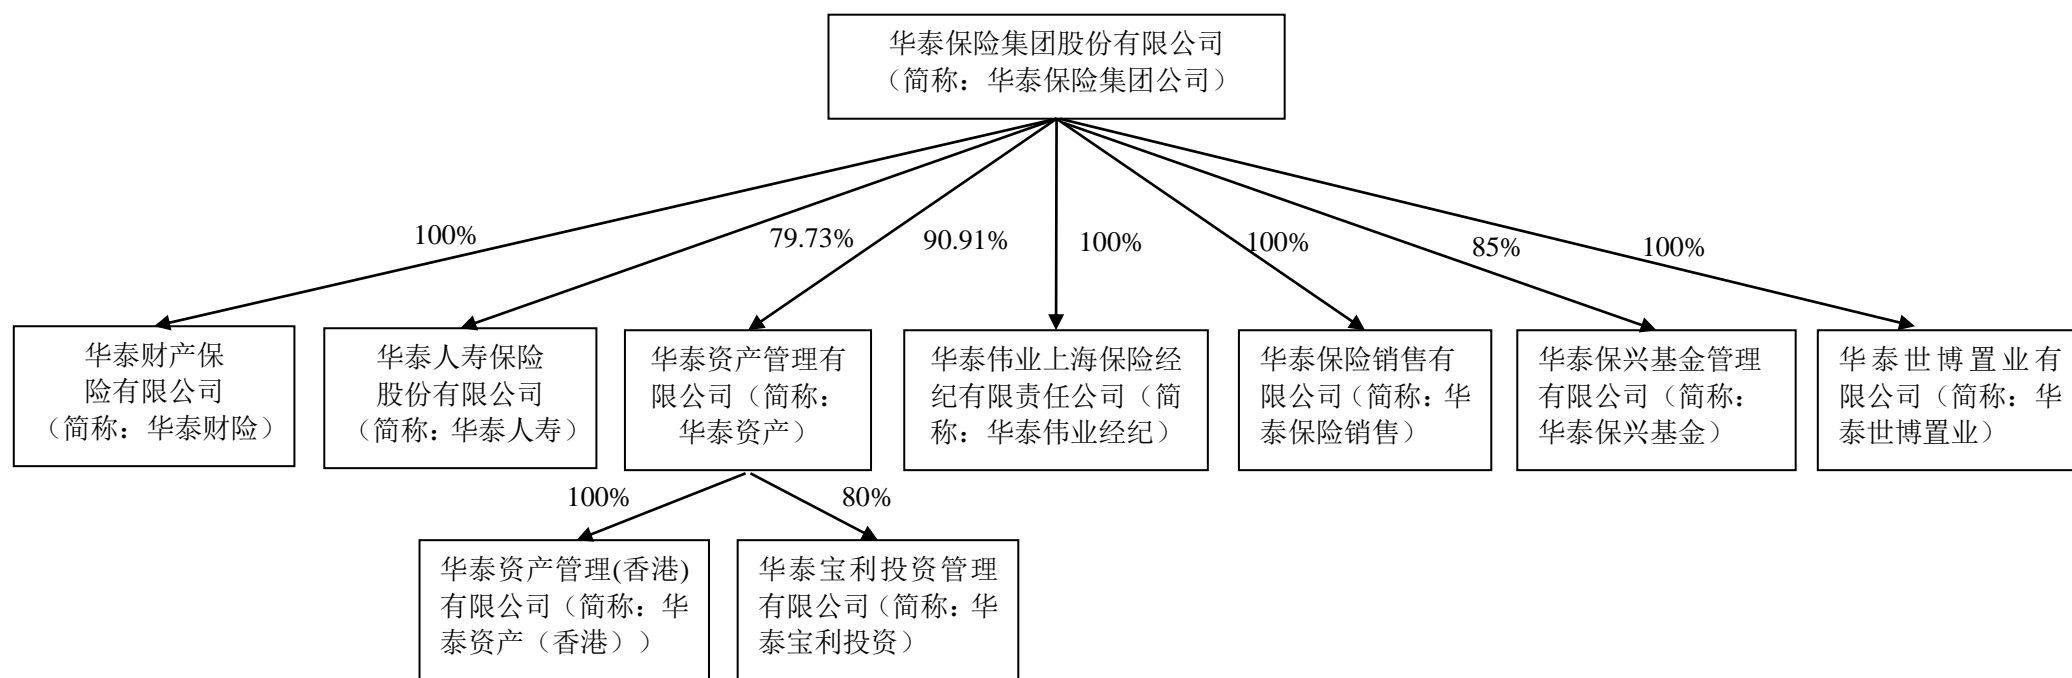 华泰保险集团股份有限公司
（简称：华泰保险集团公司）
100%
79.73%
90.91%
100%
100%
85%
100%
华泰财产保
险有限公司
（简称：华泰财险）
华泰人寿保险
股份有限公司
（简称：华泰人寿）
华泰资产管理有
限公司（简称：
华泰资产）
华泰伟业上海保险经
纪有限责任公司（简
称：华泰伟业经纪）
华泰保险销售有
限公司（简称：华
泰保险销售）
华泰保兴基金管理
有限公司（简称：
华泰保兴基金）
华泰世博置业有
限公司（简称：华
泰世博置业）
100%
80%
华泰资产管理(香港)
有限公司（简称：华
泰资产（香港））
华泰宝利投资管理
有限公司（简称：华
泰宝利投资）